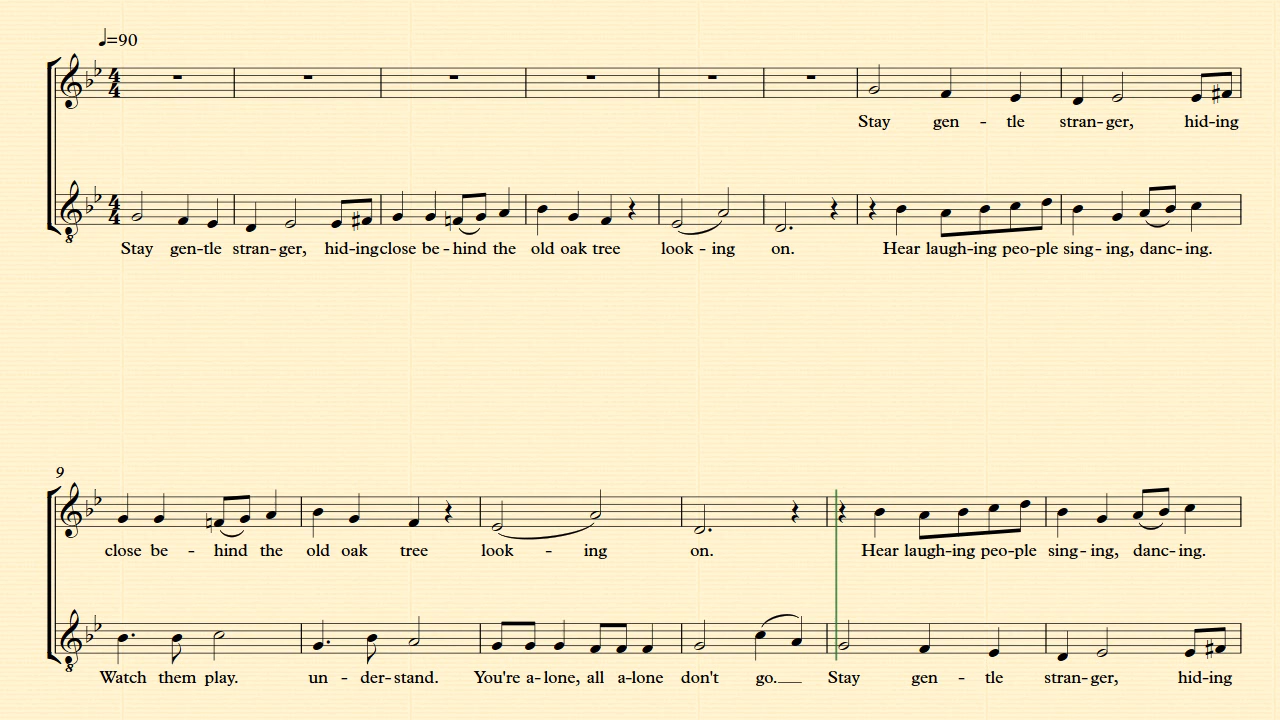 ♩=90
Stay gen - tle stran- ger, hid-ing
Stay gen-tle stran- ger, hid-ing close be - hind the old oak tree look - ing on. Hear laugh-ing peo-ple sing- ing, danc- ing.
9
close be - hind the old oak tree look - ing on. Hear laugh-ing peo-ple sing- ing, danc- ing.
Watch them play. un - der- stand. You're a- lone, all a-lone don't go.__ Stay gen - tle stran- ger, hid-ing